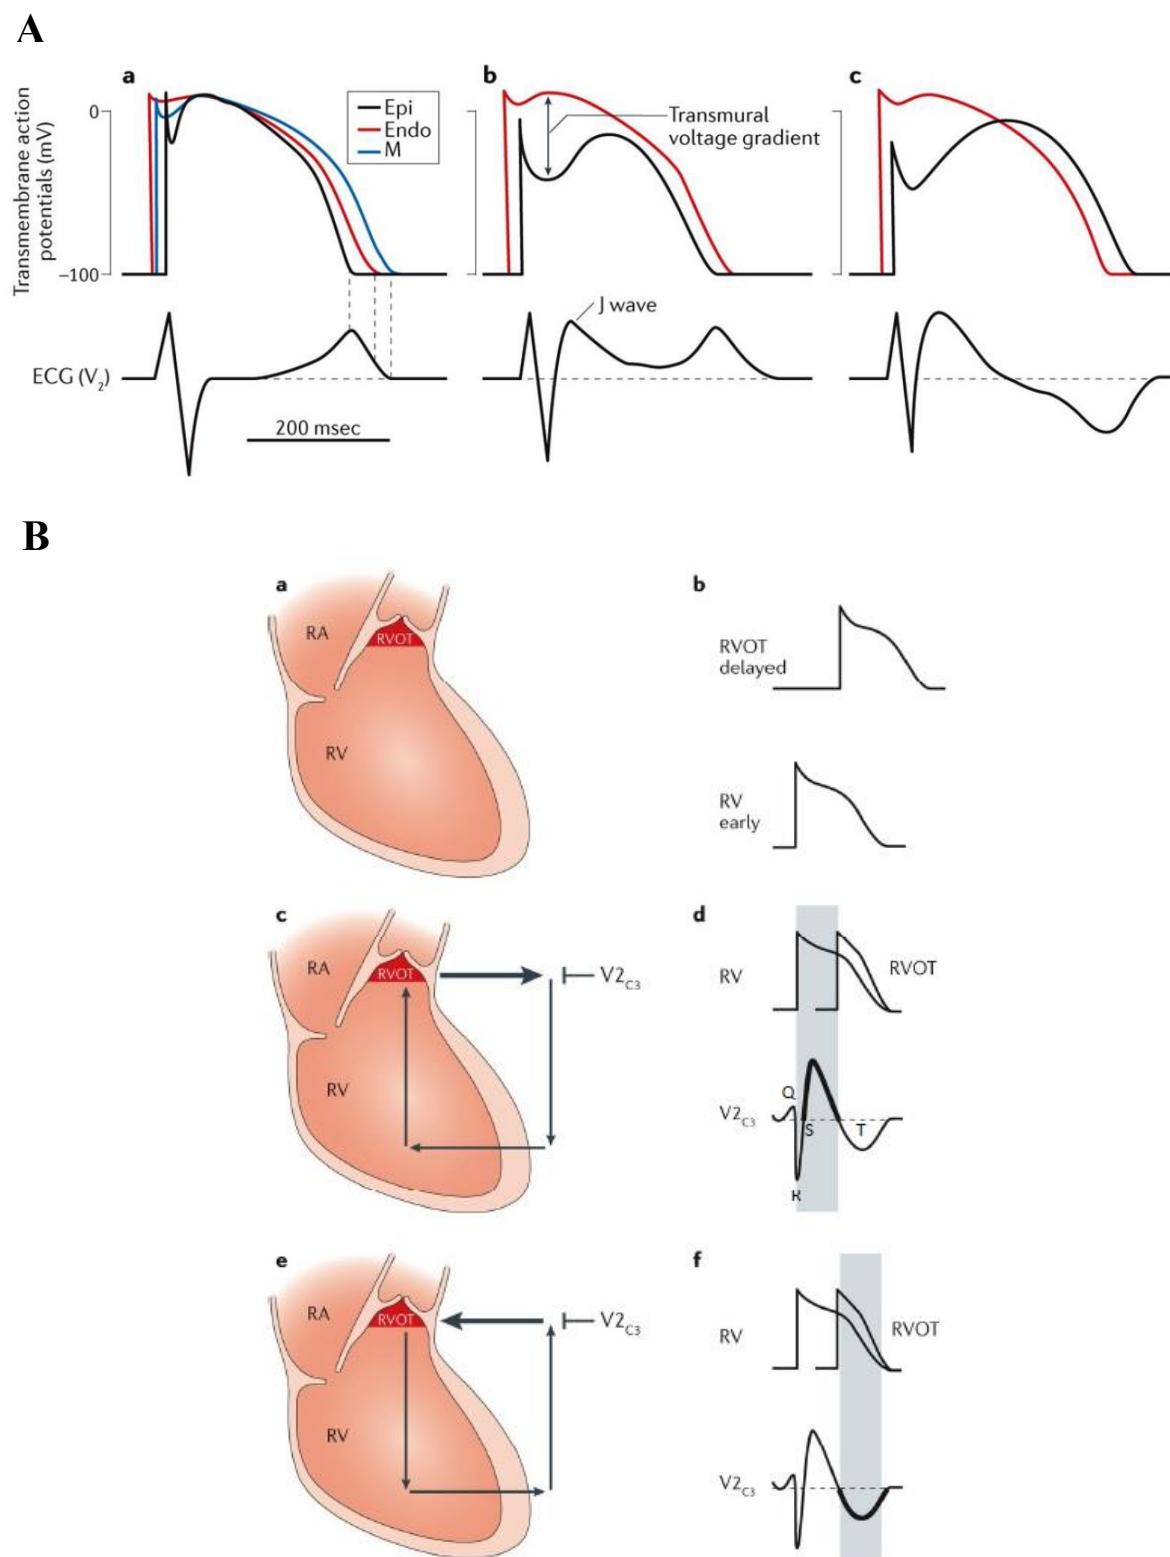 A
a
b
c
Transmembrane action
potentials (mV)
0
–100
Epi
Endo
M
Transmural
voltage gradient
J wave
ECG (V2)
200 msec
B
a
RA
RVOT
RV
b
RVOT
delayed
RV
early
c
RA
RVOT
RV
V2C3
d
RV
RVOT
Q
V2C3
S
T
R
e
RA
RVOT
RV
V2C3
f
RV
RVOT
V2C3